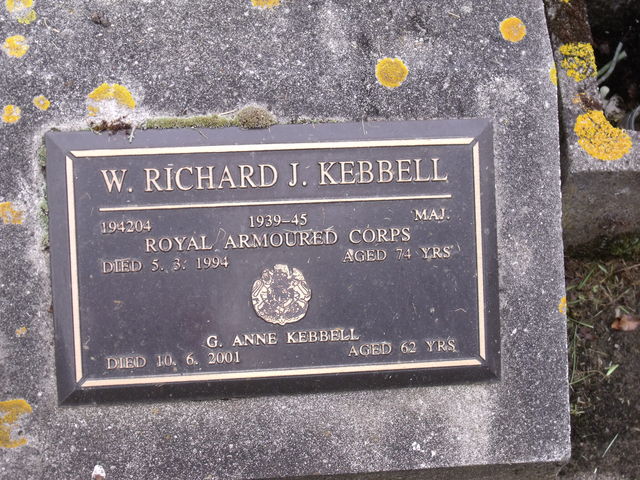 W. RICHARD J. KEBBELL
194204 1939-45 MAJ.
ROYAL ARMOURED CORPS
DIED 5. 3. 1994 AGED 74 YRS
G. ANNE KEBBELL
DIED 10. 6. 2001 AGED 62 YRS